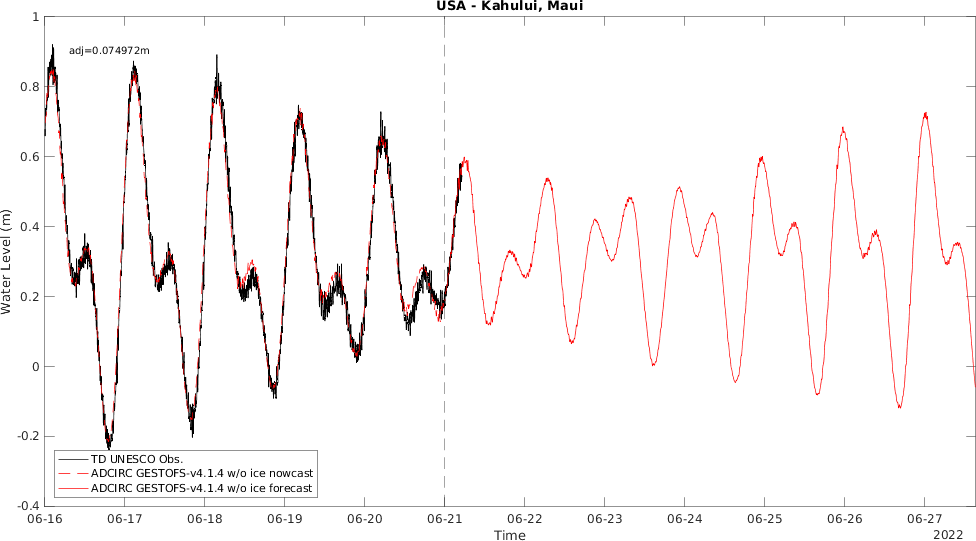 USA - Kahului, Maui
adj=0.074972m
1
0.8
0.6
0.4
0.2
0
-0.2
-0.4
Water Level (m)
TD UNESCO Obs.
ADCIRC GESTOFS-v4.1.4 w/o ice nowcast
ADCIRC GESTOFS-v4.1.4 w/o ice forecast
06-16 06-17 06-18 06-19 06-20 06-21 06-22 06-23 06-24 06-25 06-26 06-27
Time
2022